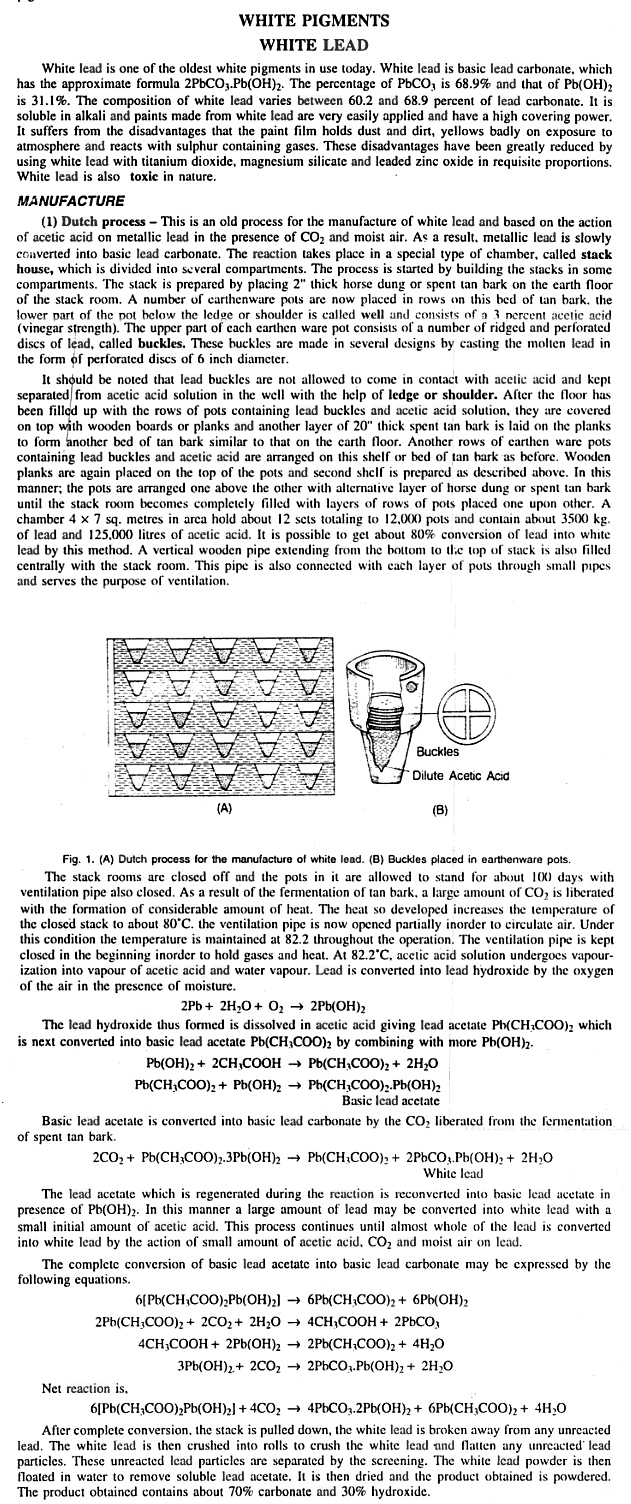 WHITE PIGMENTS
WHITE LEAD
White lead is one of the oldest white pigments in use today. White lead is basic lead carbonate, which
has the approximate formula 2PbCO₃.Pb(OH)₂. The percentage of PbCO₃ is 68.9% and that of Pb(OH)₂
is 31.1%. The composition of white lead varies between 60.2 and 68.9 percent of lead carbonate. It is
soluble in alkali and paints made from white lead are very easily applied and have a high covering power.
It suffers from the disadvantages that the paint film holds dust and dirt, yellows badly on exposure to
atmosphere and reacts with sulphur containing gases. These disadvantages have been greatly reduced by
using white lead with titanium dioxide, magnesium silicate and leaded zinc oxide in requisite proportions.
White lead is also toxic in nature.
MANUFACTURE
(1) Dutch process – This is an old process for the manufacture of white lead and based on the action
of acetic acid on metallic lead in the presence of CO₂ and moist air. As a result, metallic lead is slowly
converted into basic lead carbonate. The reaction takes place in a special type of chamber, called stack
house, which is divided into several compartments. The process is started by building the stacks in some
compartments. The stack is prepared by placing 2" thick horse dung or spent tan bark on the earth floor
of the stack room. A number of earthenware pots are now placed in rows on this bed of tan bark. the
lower part of the pot below the ledge or shoulder is called well and consists of a 3 percent acetic acid
(vinegar strength). The upper part of each earthen ware pot consists of a number of ridged and perforated
discs of lead, called buckles. These buckles are made in several designs by casting the molten lead in
the form of perforated discs of 6 inch diameter.
It should be noted that lead buckles are not allowed to come in contact with acetic acid and kept
separated from acetic acid solution in the well with the help of ledge or shoulder. After the floor has
been filled up with the rows of pots containing lead buckles and acetic acid solution, they are covered
on top with wooden boards or planks and another layer of 20" thick spent tan bark is laid on the planks
to form another bed of tan bark similar to that on the earth floor. Another rows of earthen ware pots
containing lead buckles and acetic acid are arranged on this shelf or bed of tan bark as before. Wooden
planks are again placed on the top of the pots and second shelf is prepared as described above. In this
manner; the pots are arranged one above the other with alternative layer of horse dung or spent tan bark
until the stack room becomes completely filled with layers of rows of pots placed one upon other. A
chamber 4 × 7 sq. metres in area hold about 12 sets totaling to 12,000 pots and contain about 3500 kg.
of lead and 125,000 litres of acetic acid. It is possible to get about 80% conversion of lead into white
lead by this method. A vertical wooden pipe extending from the bottom to the top of stack is also filled
centrally with the stack room. This pipe is also connected with each layer of pots through small pipes
and serves the purpose of ventilation.
Buckles
Dilute Acetic Acid
(A)
(B)
Fig. 1. (A) Dutch process for the manufacture of white lead. (B) Buckles placed in earthenware pots.
The stack rooms are closed off and the pots in it are allowed to stand for about 100 days with
ventilation pipe also closed. As a result of the fermentation of tan bark, a large amount of CO₂ is liberated
with the formation of considerable amount of heat. The heat so developed increases the temperature of
the closed stack to about 80°C. the ventilation pipe is now opened partially inorder to circulate air. Under
this condition the temperature is maintained at 82.2 throughout the operation. The ventilation pipe is kept
closed in the beginning inorder to hold gases and heat. At 82.2°C, acetic acid solution undergoes vapour-
ization into vapour of acetic acid and water vapour. Lead is converted into lead hydroxide by the oxygen
of the air in the presence of moisture.
2Pb + 2H₂O + O₂ → 2Pb(OH)₂
The lead hydroxide thus formed is dissolved in acetic acid giving lead acetate Pb(CH₃COO)₂ which
is next converted into basic lead acetate Pb(CH₃COO)₂ by combining with more Pb(OH)₂.
Pb(OH)₂ + 2CH₃COOH → Pb(CH₃COO)₂ + 2H₂O
Pb(CH₃COO)₂ + Pb(OH)₂ → Pb(CH₃COO)₂.Pb(OH)₂
Basic lead acetate
Basic lead acetate is converted into basic lead carbonate by the CO₂ liberated from the fermentation
of spent tan bark.
2CO₂ + Pb(CH₃COO)₂.3Pb(OH)₂ → Pb(CH₃COO)₂ + 2PbCO₃.Pb(OH)₂ + 2H₂O
White lead
The lead acetate which is regenerated during the reaction is reconverted into basic lead acetate in
presence of Pb(OH)₂. In this manner a large amount of lead may be converted into white lead with a
small initial amount of acetic acid. This process continues until almost whole of the lead is converted
into white lead by the action of small amount of acetic acid, CO₂ and moist air on lead.
The complete conversion of basic lead acetate into basic lead carbonate may be expressed by the
following equations.
6[Pb(CH₃COO)₂Pb(OH)₂] → 6Pb(CH₃COO)₂ + 6Pb(OH)₂
2Pb(CH₃COO)₂ + 2CO₂ + 2H₂O → 4CH₃COOH + 2PbCO₃
4CH₃COOH + 2Pb(OH)₂ → 2Pb(CH₃COO)₂ + 4H₂O
3Pb(OH)₂ + 2CO₂ → 2PbCO₃.Pb(OH)₂ + 2H₂O
Net reaction is,
6[Pb(CH₃COO)₂Pb(OH)₂] + 4CO₂ → 4PbCO₃.2Pb(OH)₂ + 6Pb(CH₃COO)₂ + 4H₂O
After complete conversion, the stack is pulled down, the white lead is broken away from any unreacted
lead. The white lead is then crushed into rolls to crush the white lead and flatten any unreacted lead
particles. These unreacted lead particles are separated by the screening. The white lead powder is then
floated in water to remove soluble lead acetate. It is then dried and the product obtained is powdered.
The product obtained contains about 70% carbonate and 30% hydroxide.